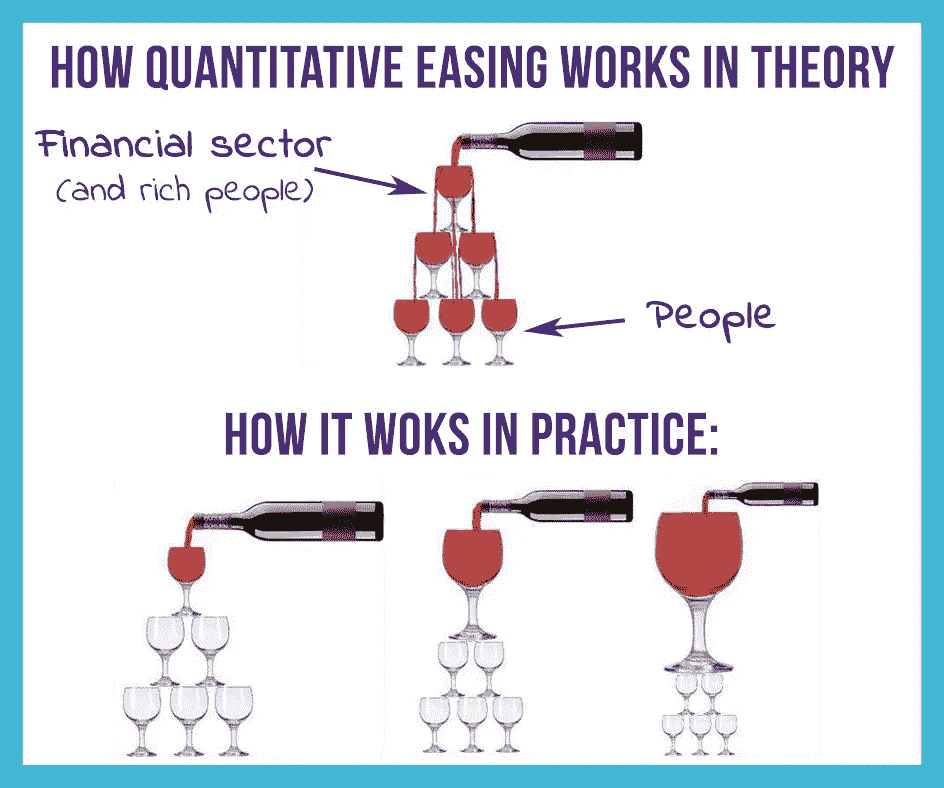 HOW QUANTITATIVE EASING WORKS IN THEORY
Financial sector
(and rich people)
People
HOW IT WOKS IN PRACTICE: